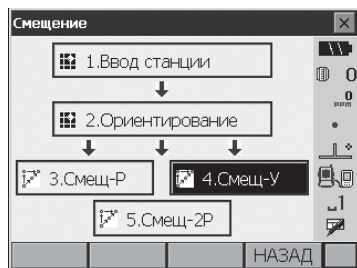 Смещение
1.Ввод станции
2.Ориентирование
0
0
PPM
3.Смещ-Р
4.Смещ-У
5.Смещ-2Р
1
НАЗАД